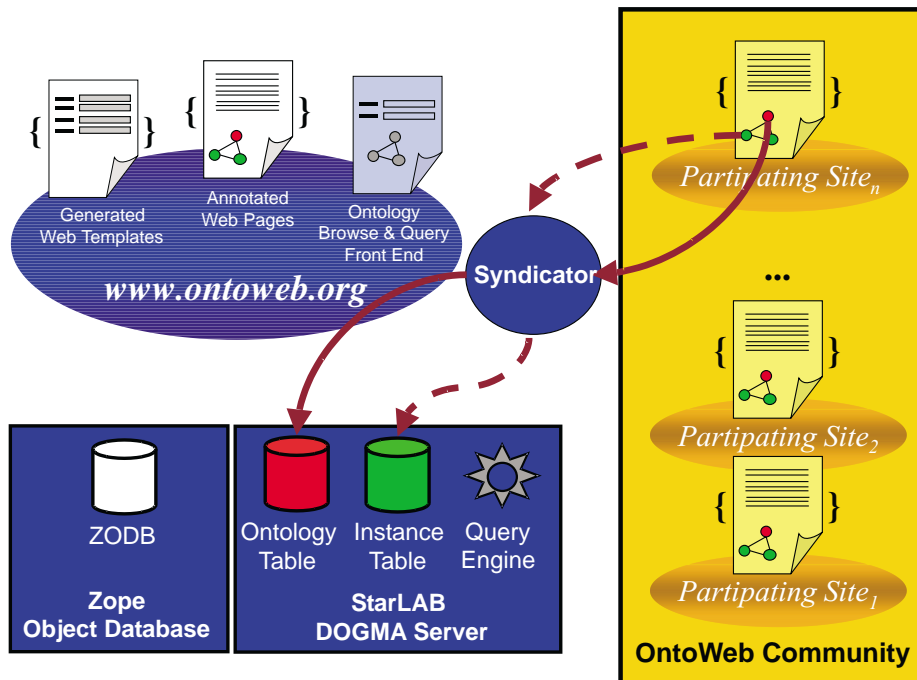 { }
{ }
Generated
Web Templates
Annotated
Web Pages
Ontology
Browse & Query
Front End
www.ontoweb.org
Syndicator
ZODB
Zope
Object Database
Ontology
Table
Instance
Table
Query
Engine
StarLAB
DOGMA Server
{ }
Partipating Siteₙ
...
{ }
Partipating Site₂
{ }
Partipating Site₁
OntoWeb Community